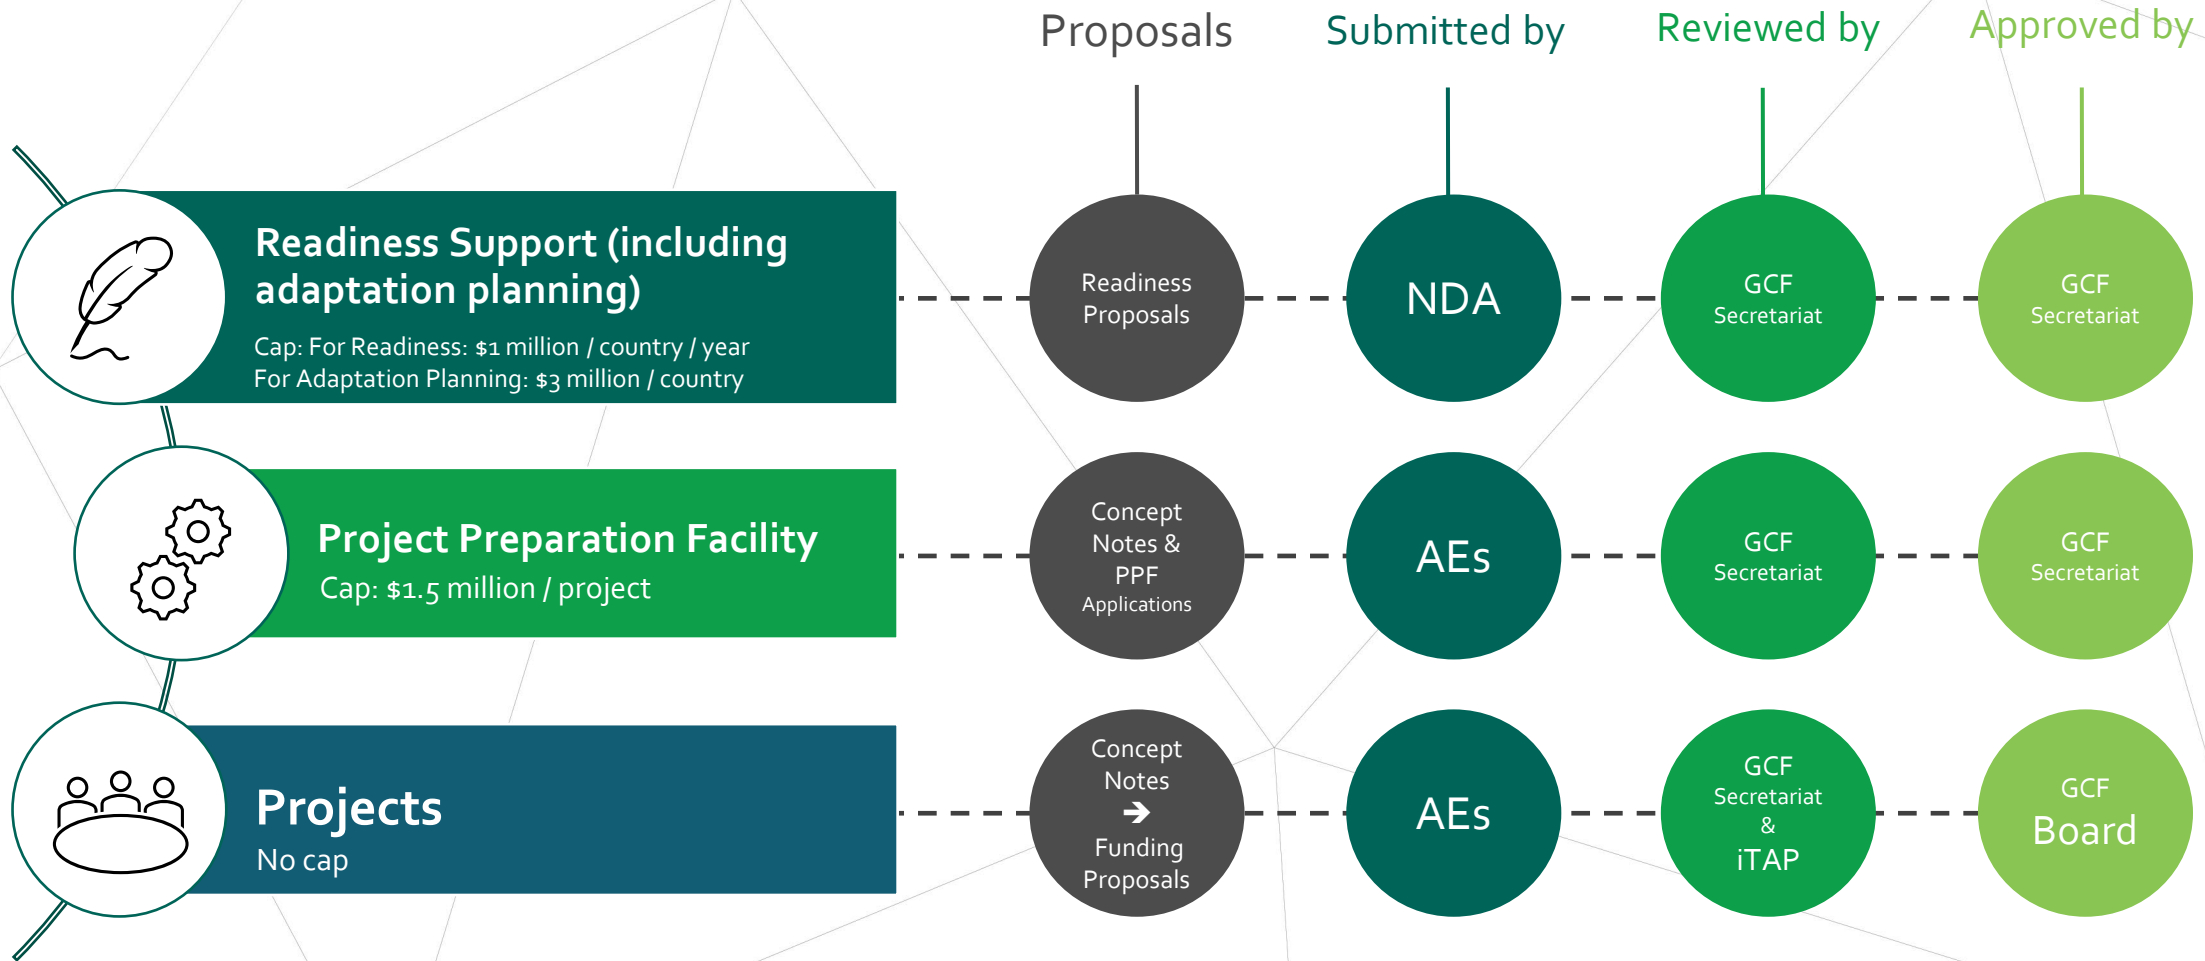 Proposals
Submitted by
Reviewed by
Approved by
Readiness Support (including
adaptation planning)
Cap: For Readiness: $1 million / country / year
For Adaptation Planning: $3 million / country
Readiness
Proposals
NDA
GCF
Secretariat
GCF
Secretariat
Project Preparation Facility
Cap: $1.5 million / project
Concept
Notes &
PPF
Applications
AEs
GCF
Secretariat
GCF
Secretariat
Projects
No cap
Concept
Notes
➔
Funding
Proposals
AEs
GCF
Secretariat
&
iTAP
GCF
Board